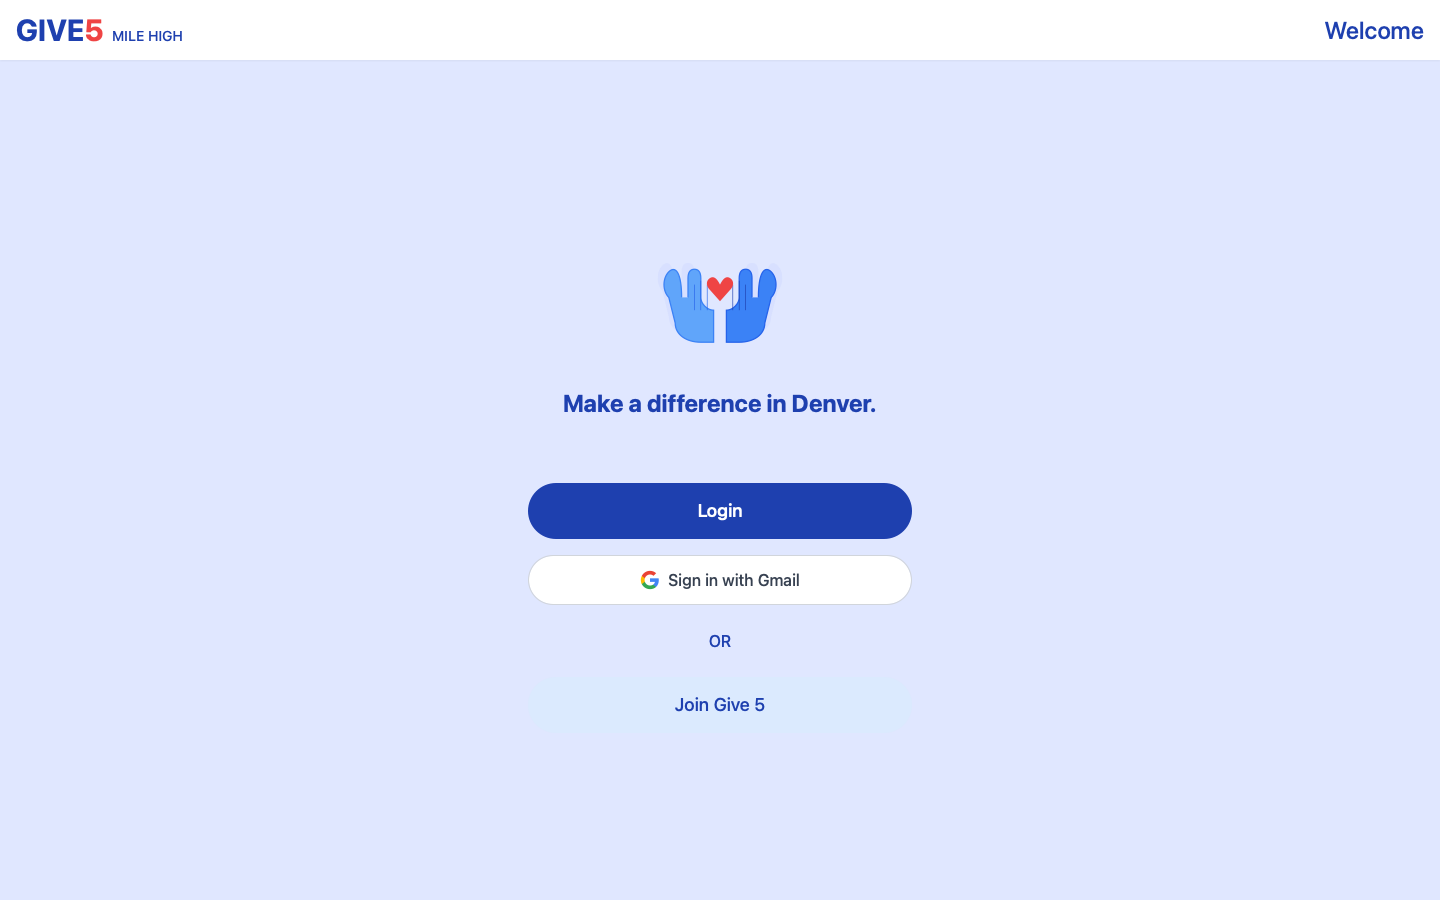 GIVE5 MILE HIGH
Welcome
Make a difference in Denver.
Login
Sign in with Gmail
OR
Join Give 5